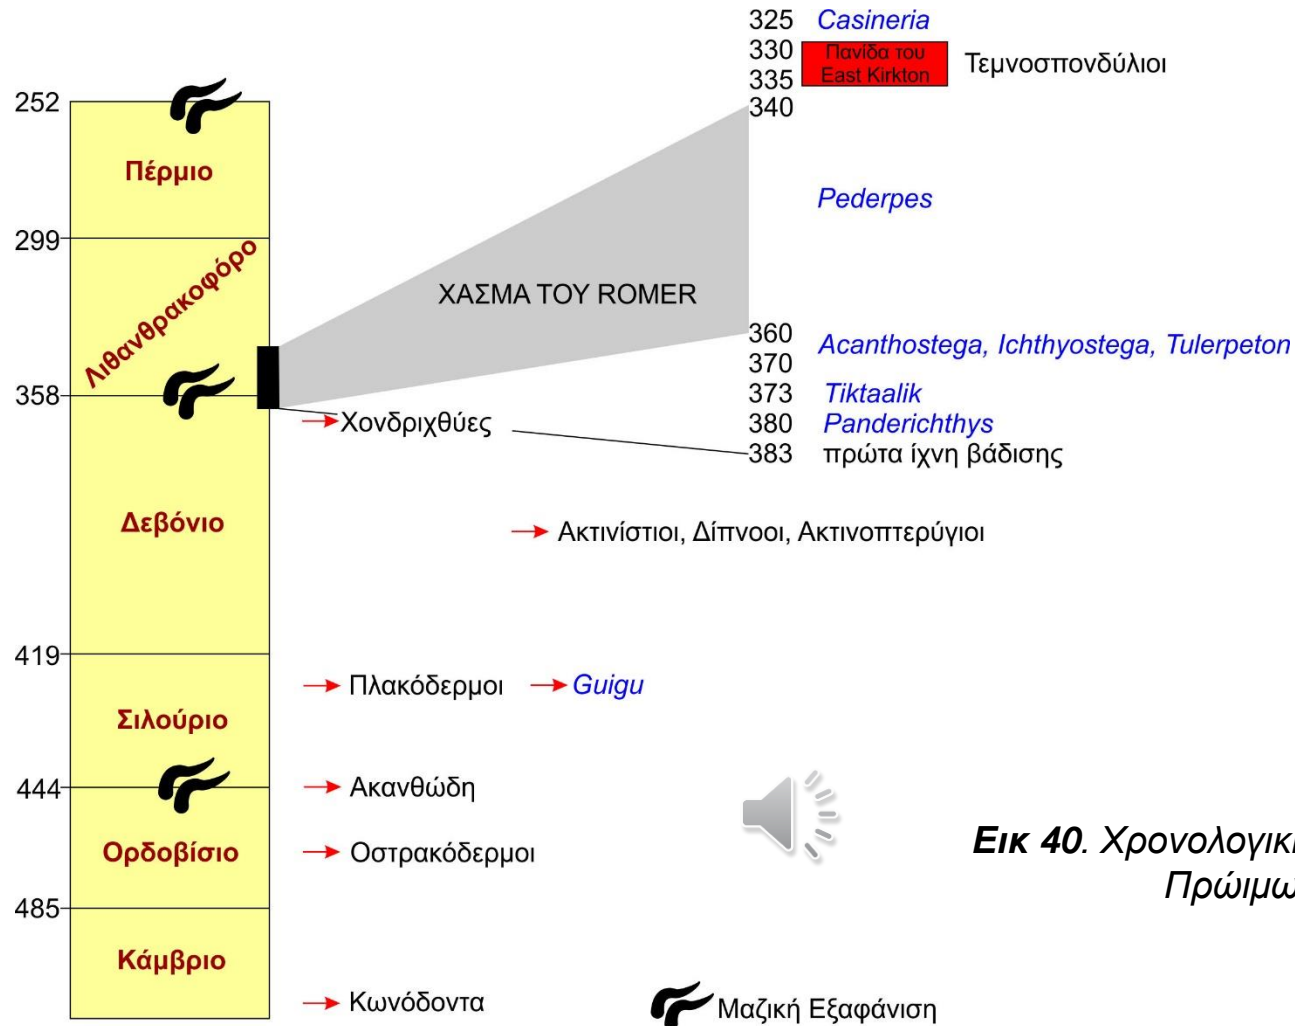 325 Casineria
330 Πανίδα του
335 East Kirkton
Τεμνοσπονδύλιοι
340
Pederpes
ΧΑΣΜΑ ΤΟΥ ROMER
360
Acanthostega, Ichthyostega, Tulerpeton
370
373 Tiktaalik
380 Panderichthys
383 πρώτα ίχνη βάδισης
252
Πέρμιο
299
Λιθανθρακοφόρο
358
Χονδριχθύες
Δεβόνιο
Ακτινίστιοι, Δίπνοοι, Ακτινοπτερύγιοι
419
Πλακόδερμοι Guigu
Σιλούριο
444 Ακανθώδη
Ορδοβίσιο Οστρακόδερμοι
485
Κάμβριο
Κωνόδοντα
Μαζική Εξαφάνιση
Εικ 40.